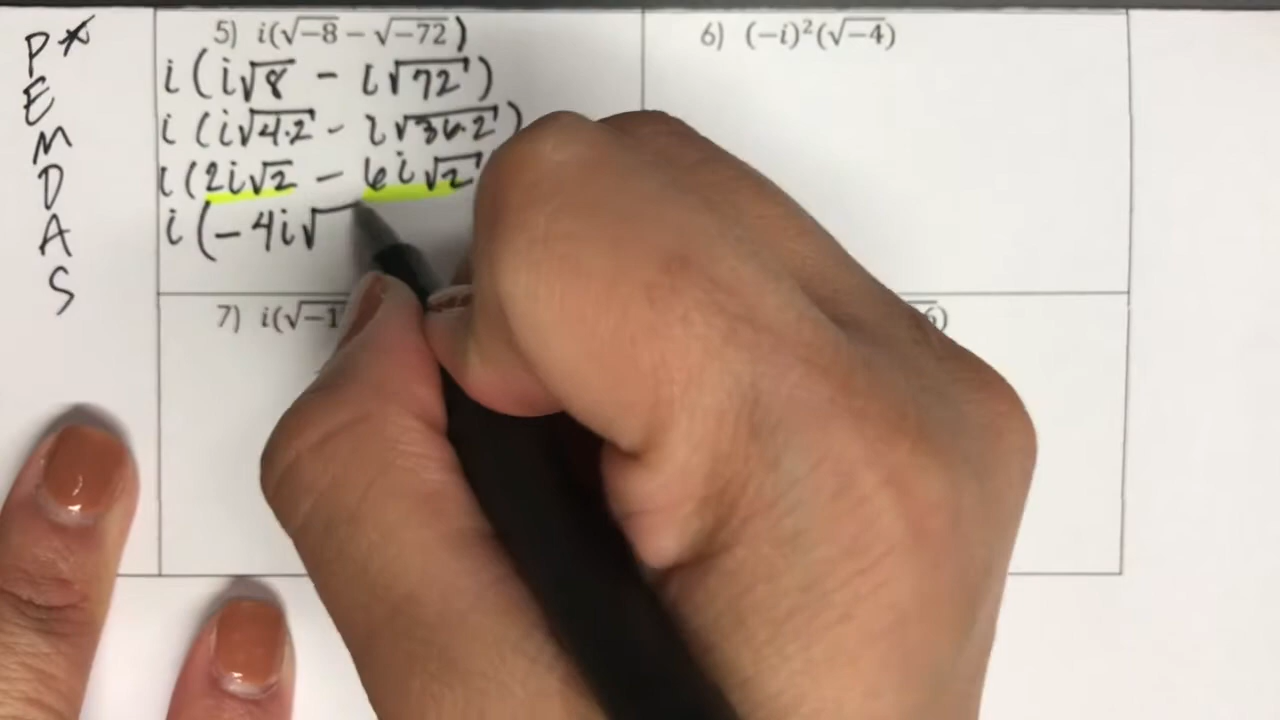 P*
E
M
D
A
S
5) i(√−8 − √−72)
i(i√8 − i√72)
i(i√4·2 − i√36·2)
i(2i√2 − 6i√2
i(−4i√
6) (−i)²(√−4)
7) i(√−1
6)